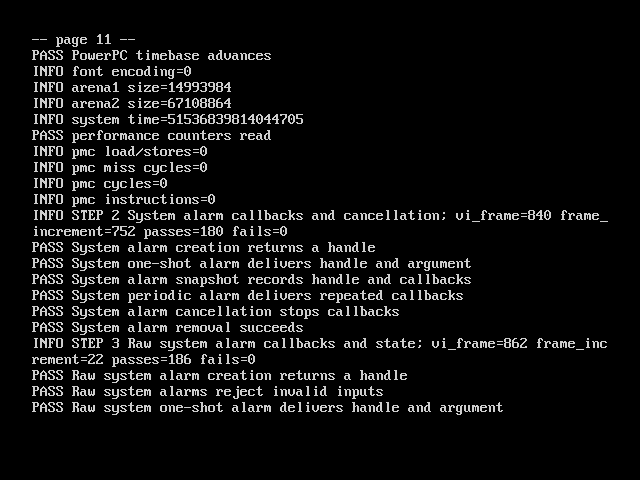 -- page 11 --
PASS PowerPC timebase advances
INFO font encoding=0
INFO arena1 size=14993984
INFO arena2 size=67108864
INFO system time=51536839814044705
PASS performance counters read
INFO pmc load/stores=0
INFO pmc miss cycles=0
INFO pmc cycles=0
INFO pmc instructions=0
INFO STEP 2 System alarm callbacks and cancellation; vi_frame=840 frame_
increment=752 passes=180 fails=0
PASS System alarm creation returns a handle
PASS System one-shot alarm delivers handle and argument
PASS System alarm snapshot records handle and callbacks
PASS System periodic alarm delivers repeated callbacks
PASS System alarm cancellation stops callbacks
PASS System alarm removal succeeds
INFO STEP 3 Raw system alarm callbacks and state; vi_frame=862 frame_inc
rement=22 passes=186 fails=0
PASS Raw system alarm creation returns a handle
PASS Raw system alarms reject invalid inputs
PASS Raw system one-shot alarm delivers handle and argument